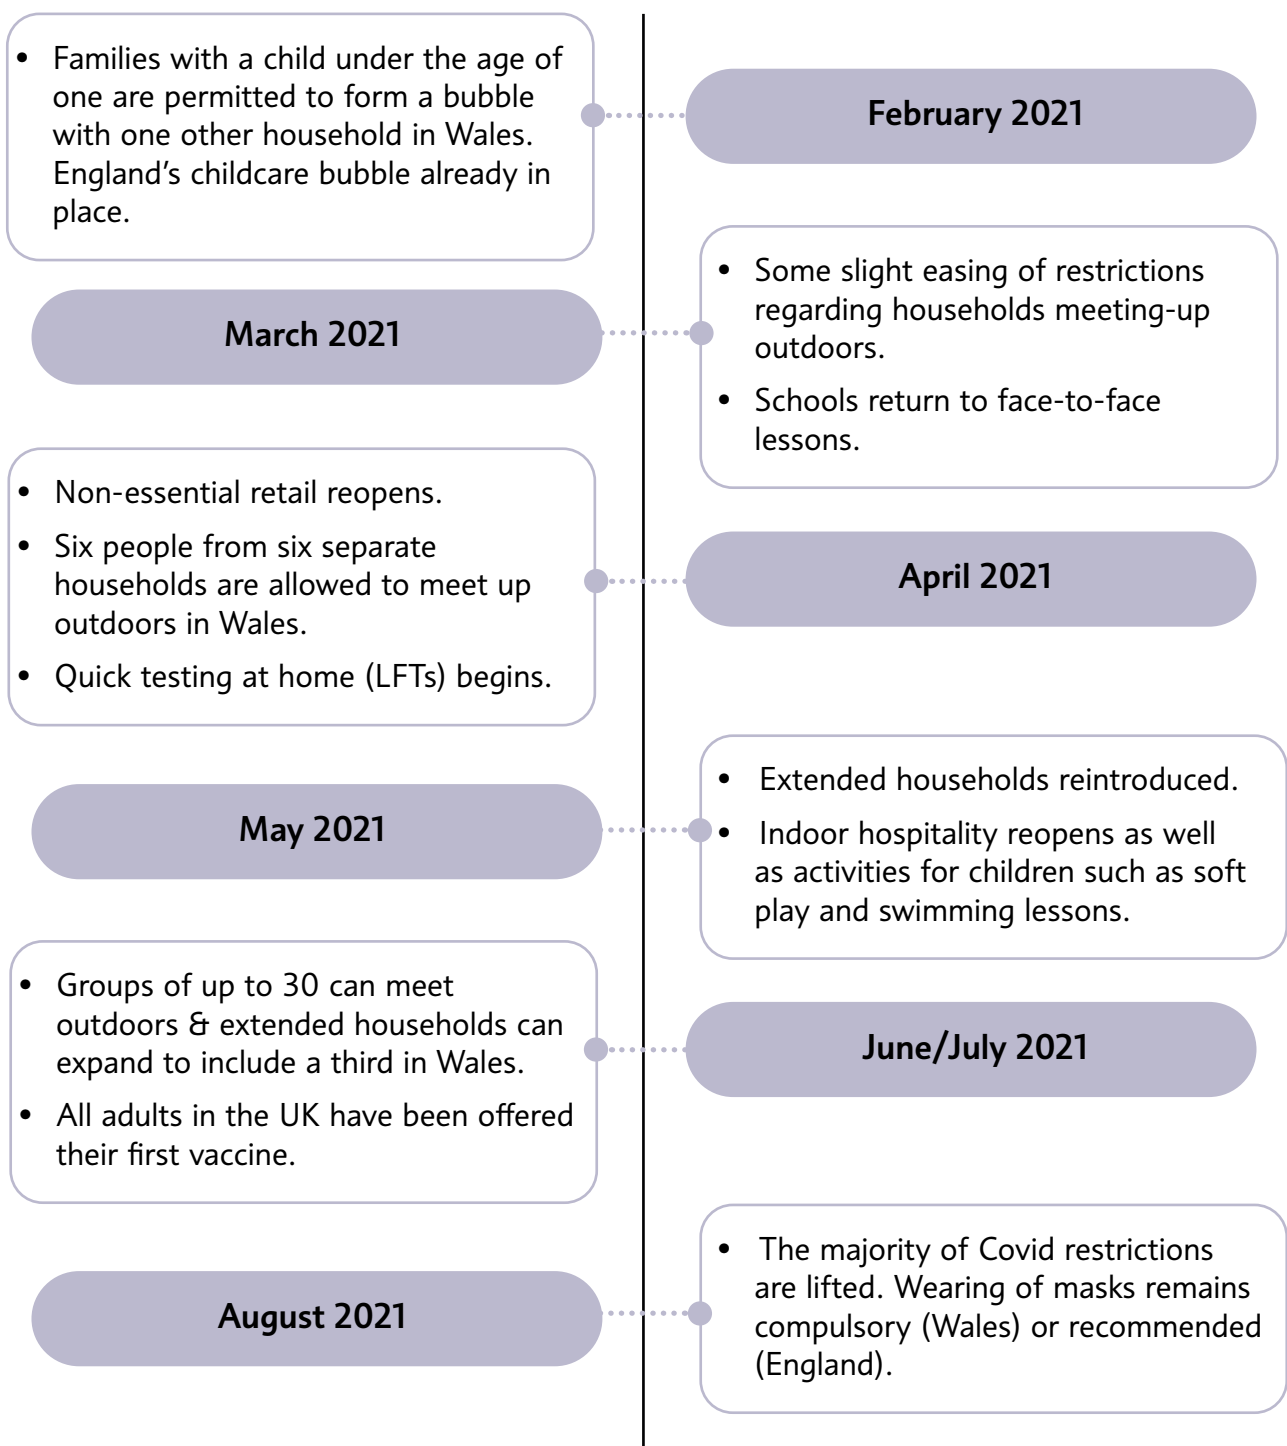 February 2021
• Families with a child under the age of
one are permitted to form a bubble
with one other household in Wales.
England’s childcare bubble already in
place.
March 2021
• Some slight easing of restrictions
regarding households meeting-up
outdoors.
• Schools return to face-to-face
lessons.
April 2021
• Non-essential retail reopens.
• Six people from six separate
households are allowed to meet up
outdoors in Wales.
• Quick testing at home (LFTs) begins.
May 2021
• Extended households reintroduced.
• Indoor hospitality reopens as well
as activities for children such as soft
play and swimming lessons.
June/July 2021
• Groups of up to 30 can meet
outdoors & extended households can
expand to include a third in Wales.
• All adults in the UK have been offered
their first vaccine.
August 2021
• The majority of Covid restrictions
are lifted. Wearing of masks remains
compulsory (Wales) or recommended
(England).